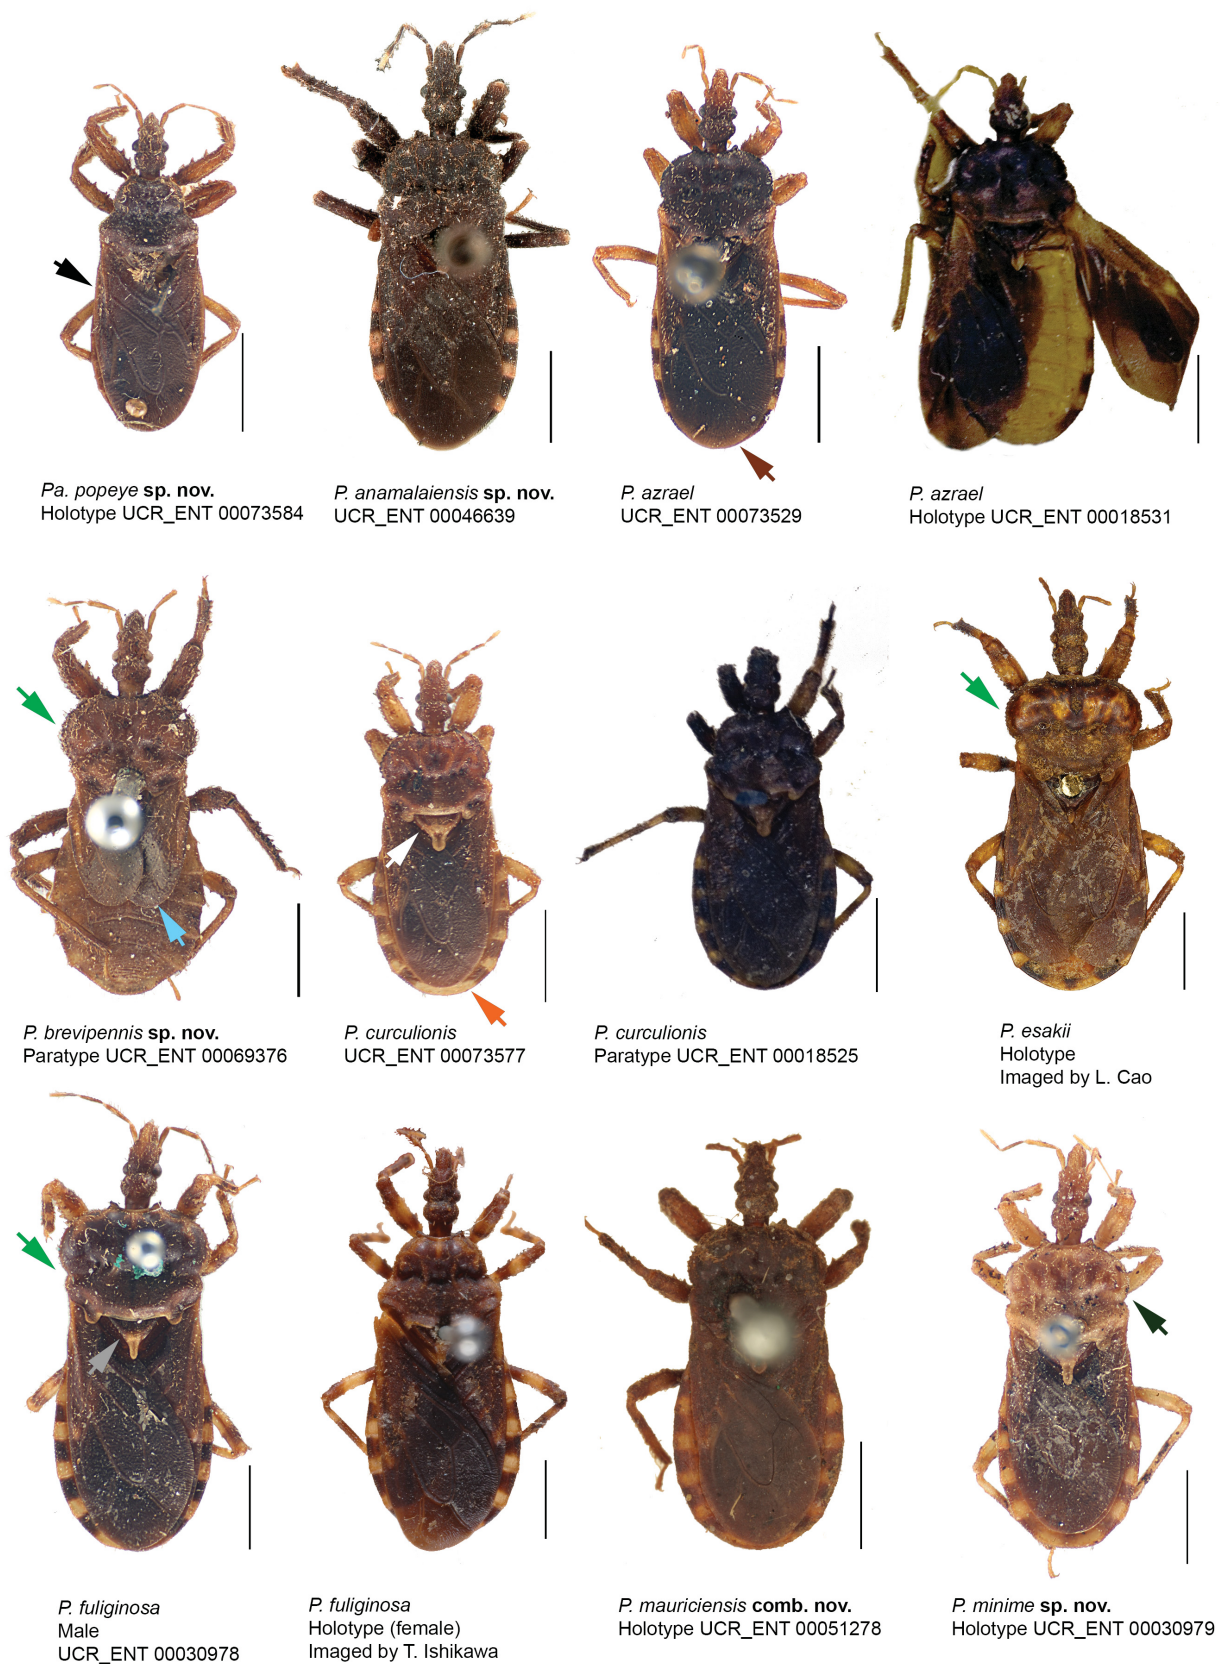 Pa. popeye sp. nov.
Holotype UCR_ENT 00073584
P. anamalaiensis sp. nov.
UCR_ENT 00046639
P. azrael
UCR_ENT 00073529
P. azrael
Holotype UCR_ENT 00018531
P. brevipennis sp. nov.
Paratype UCR_ENT 00069376
P. curculionis
UCR_ENT 00073577
P. curculionis
Paratype UCR_ENT 00018525
P. esakii
Holotype
Imaged by L. Cao
P. fuliginosa
Male
UCR_ENT 00030978
P. fuliginosa
Holotype (female)
Imaged by T. Ishikawa
P. mauriciensis comb. nov.
Holotype UCR_ENT 00051278
P. minime sp. nov.
Holotype UCR_ENT 00030979